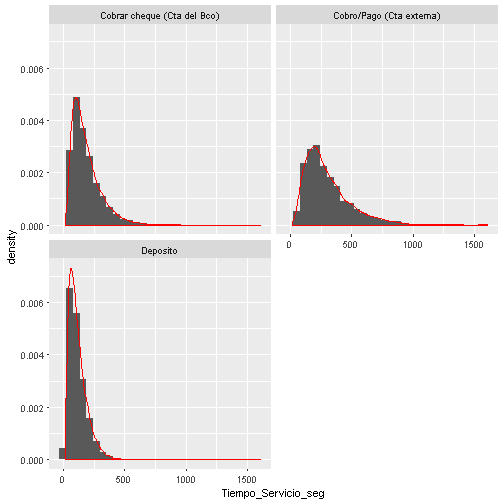 Cobrar cheque (Cta del Bco)
Cobro/Pago (Cta externa)
0.006
0.004
0.002
0.000
0 500 1000 1500
density
Deposito
0.006
0.004
0.002
0.000
0 500 1000 1500
Tiempo_Servicio_seg